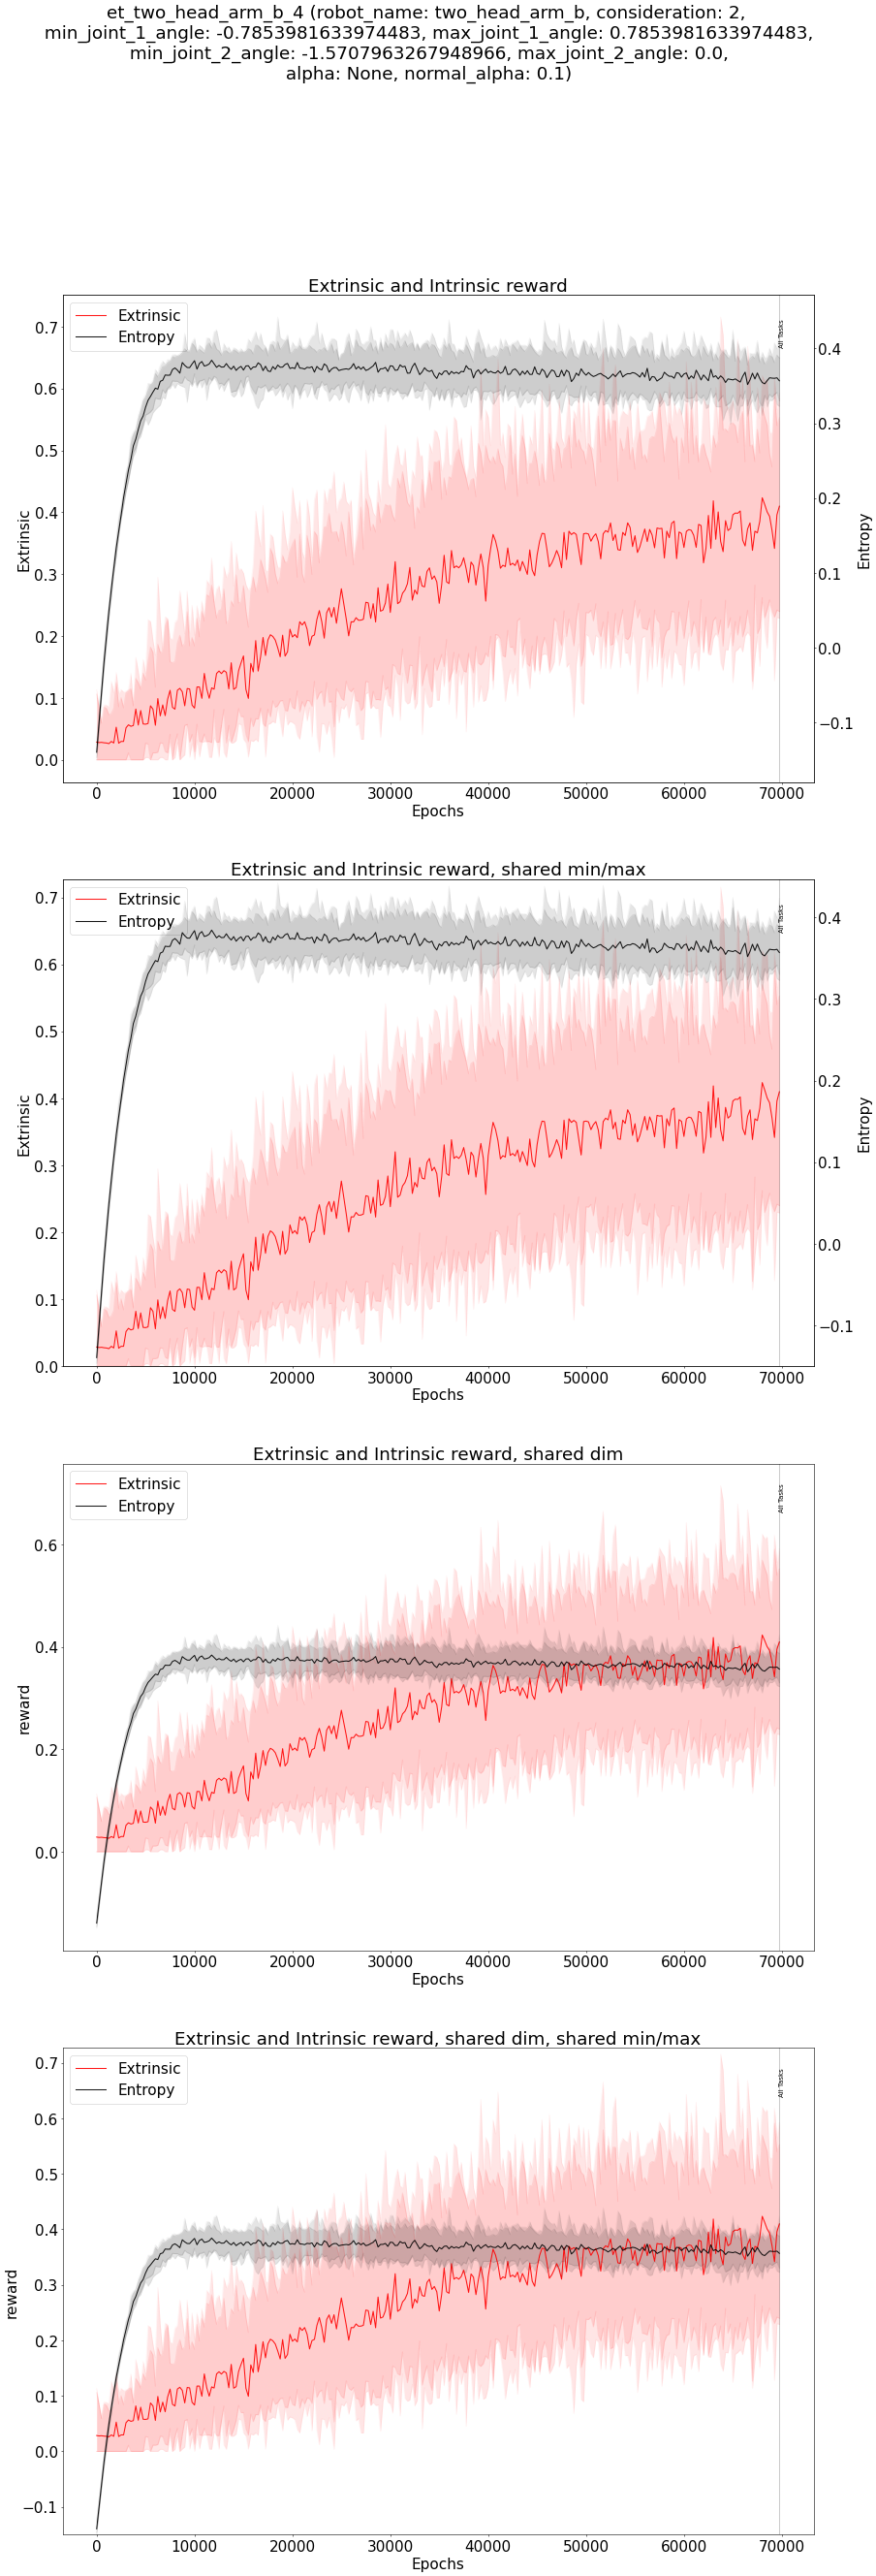 et_two_head_arm_b_4 (robot_name: two_head_arm_b, consideration: 2,
min_joint_1_angle: -0.7853981633974483, max_joint_1_angle: 0.7853981633974483,
min_joint_2_angle: -1.5707963267948966, max_joint_2_angle: 0.0,
alpha: None, normal_alpha: 0.1)
Extrinsic and Intrinsic reward
Extrinsic
Entropy
All Tasks
0.7
0.6
0.5
0.4
0.3
0.2
0.1
0.0
Extrinsic
0.4
0.3
0.2
0.1
0.0
−0.1
Entropy
0 10000 20000 30000 40000 50000 60000 70000
Epochs
Extrinsic and Intrinsic reward, shared min/max
Extrinsic
Entropy
All Tasks
0.7
0.6
0.5
0.4
0.3
0.2
0.1
0.0
Extrinsic
0.4
0.3
0.2
0.1
0.0
−0.1
Entropy
0 10000 20000 30000 40000 50000 60000 70000
Epochs
Extrinsic and Intrinsic reward, shared dim
Extrinsic
Entropy
All Tasks
0.6
0.4
0.2
0.0
reward
0 10000 20000 30000 40000 50000 60000 70000
Epochs
Extrinsic and Intrinsic reward, shared dim, shared min/max
Extrinsic
Entropy
All Tasks
0.7
0.6
0.5
0.4
0.3
0.2
0.1
0.0
−0.1
reward
0 10000 20000 30000 40000 50000 60000 70000
Epochs